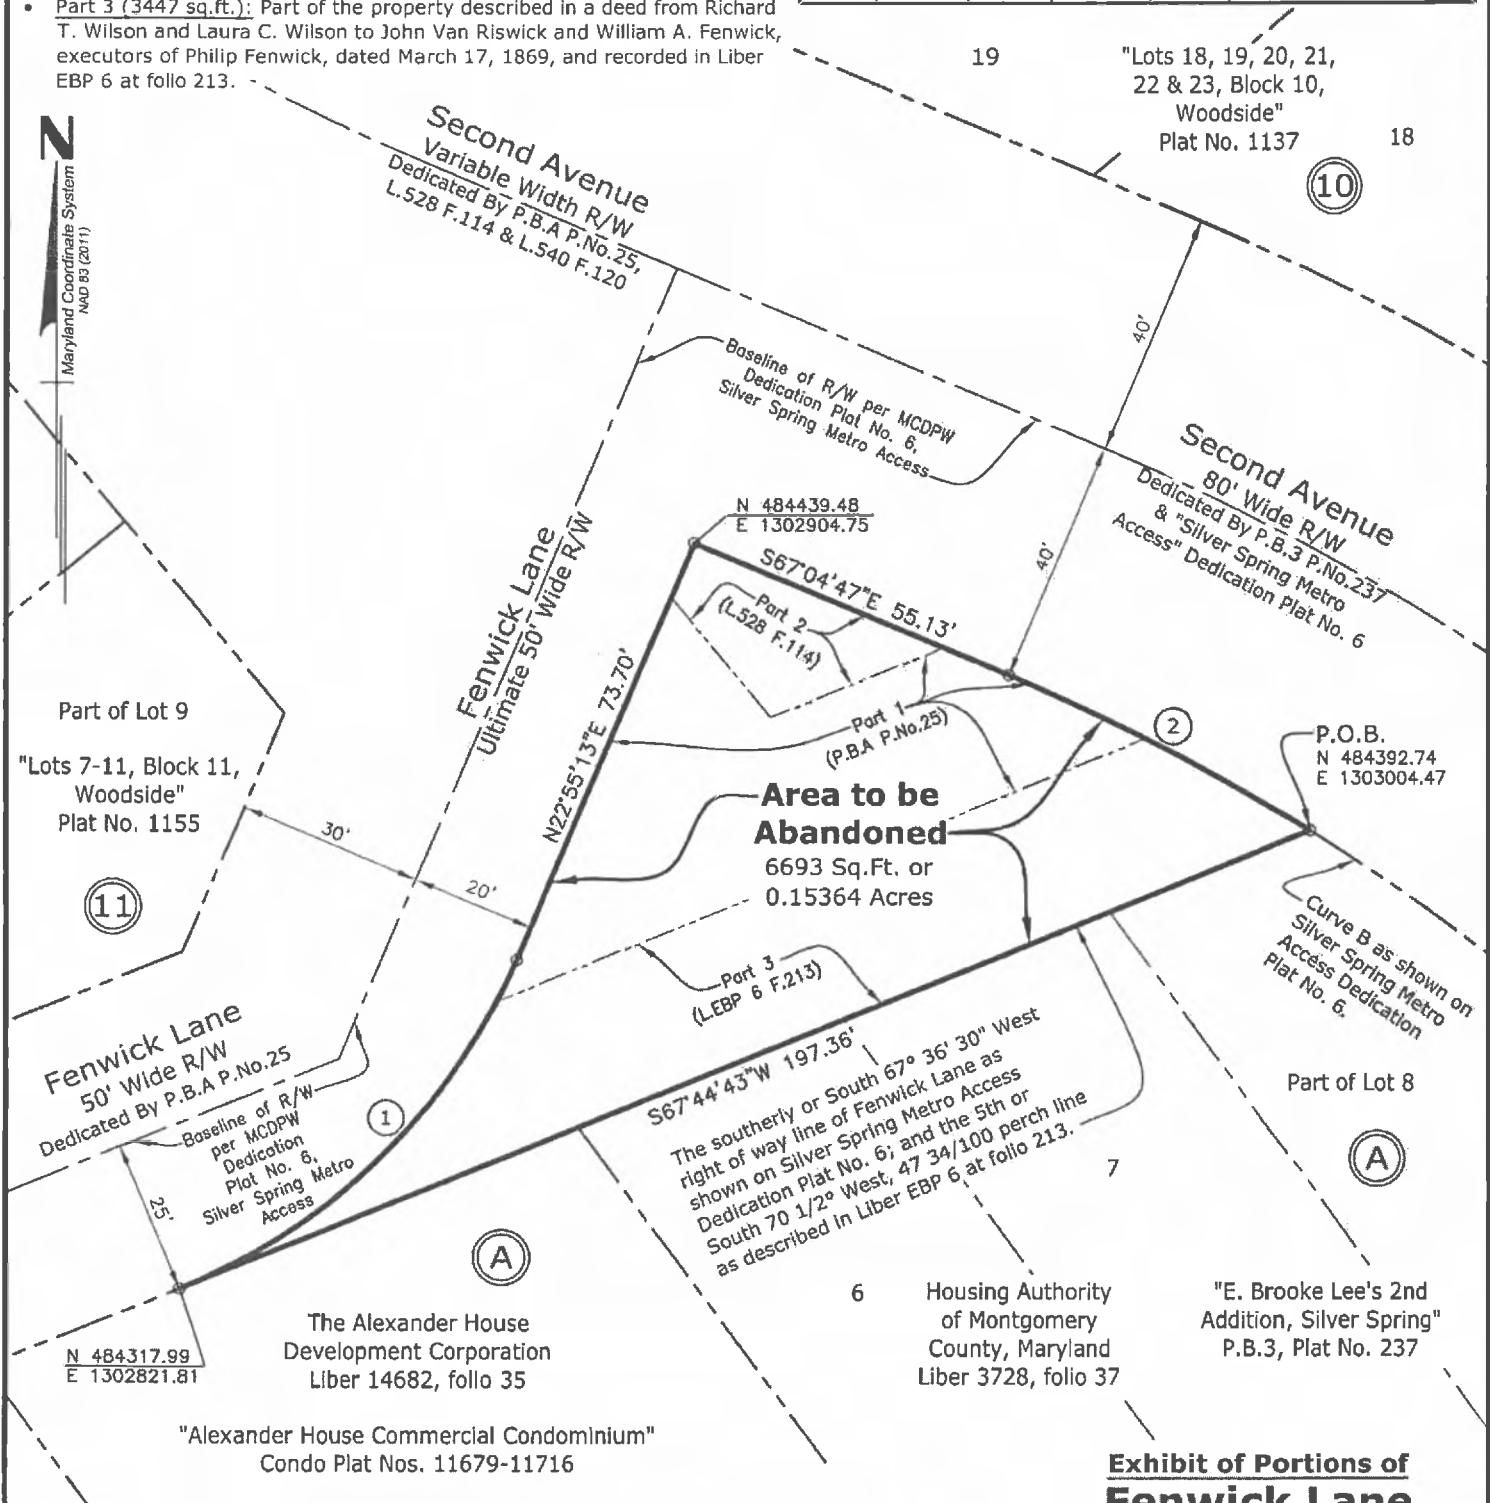 • Part 3 (3447 sq.ft.): Part of the property described in a deed from Richard
T. Wilson and Laura C. Wilson to John Van Riswick and William A. Fenwick,
executors of Philip Fenwick, dated March 17, 1869, and recorded in Liber
EBP 6 at folio 213.
19
"Lots 18, 19, 20, 21,
22 & 23, Block 10,
Woodside"
Plat No. 1137
18
10
N
Maryland Coordinate System
NAD 83 (2011)
Second Avenue
Variable Width R/W
Dedicated By P.B.A P.No.25,
L.528 F.114 & L.540 F.120
40'
Baseline of R/W per MCDPW
Dedication Plat No. 6,
Silver Spring Metro Access
Second Avenue
80' Wide R/W
Dedicated By P.B.3 P.No.237
& "Silver Spring Metro
Access" Dedication Plat No. 6
40'
N 484439.48
E 1302904.75
S67°04'47"E 55.13'
Part 2
(L.528 F.114)
Fenwick Lane
Ultimate 50' Wide R/W
N22°55'13"E 73.70'
Part 1
(P.B.A P.No.25)
2
P.O.B.
N 484392.74
E 1303004.47
Part of Lot 9
"Lots 7-11, Block 11,
Woodside"
Plat No. 1155
11
30'
20'
Area to be
Abandoned
6693 Sq.Ft. or
0.15364 Acres
Part 3
(L.EBP 6 F.213)
Curve B as shown on
Silver Spring Metro
Access Dedication
Plat No. 6.
Fenwick Lane
50' Wide R/W
Dedicated By P.B.A P.No.25
Baseline of R/W
per MCDPW
Dedication
Plat No. 6,
Silver Spring Metro
Access
1
25'
S67°44'43"W 197.36'
The southerly or South 67° 36' 30" West
right of way line of Fenwick Lane as
shown on Silver Spring Metro Access
Dedication Plat No. 6; and the 5th or
South 70 1/2° West, 47 34/100 perch line
as described in Liber EBP 6 at folio 213.
Part of Lot 8
A
7
A
6
N 484317.99
E 1302821.81
The Alexander House
Development Corporation
Liber 14682, folio 35
"Alexander House Commercial Condominium"
Condo Plat Nos. 11679-11716
Housing Authority
of Montgomery
County, Maryland
Liber 3728, folio 37
"E. Brooke Lee's 2nd
Addition, Silver Spring"
P.B.3, Plat No. 237
Exhibit of Portions of
Fenwick Lane